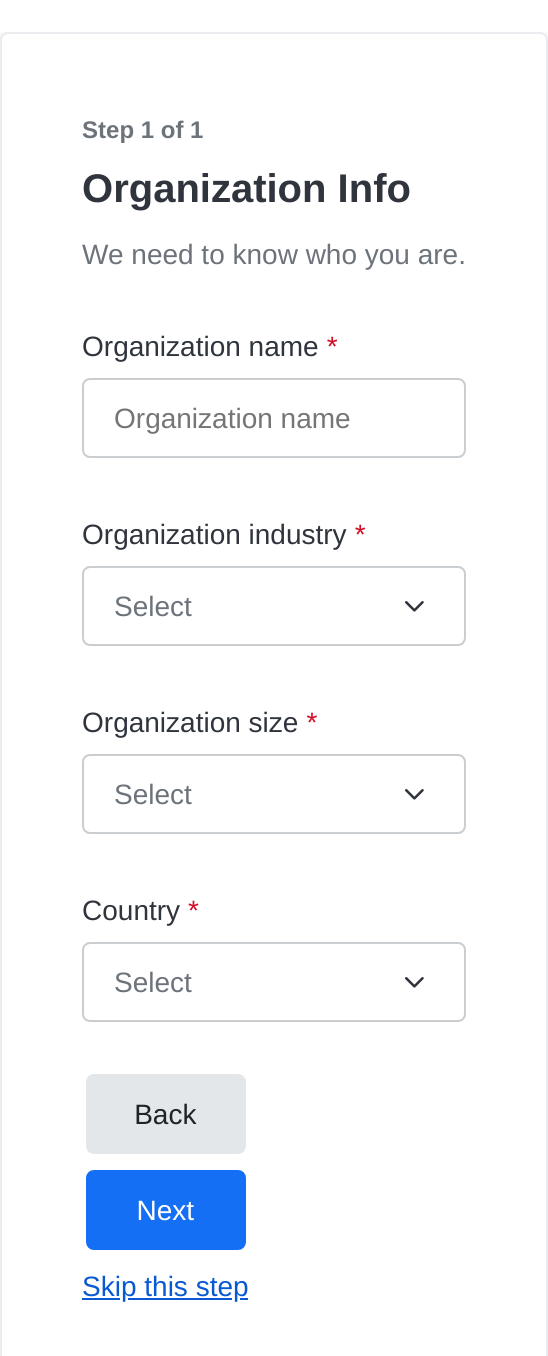 Step 1 of 1
Organization Info
We need to know who you are.
Organization name *
Organization name
Organization industry *
Select
Organization size *
Select
Country *
Select
Back
Next
Skip this step